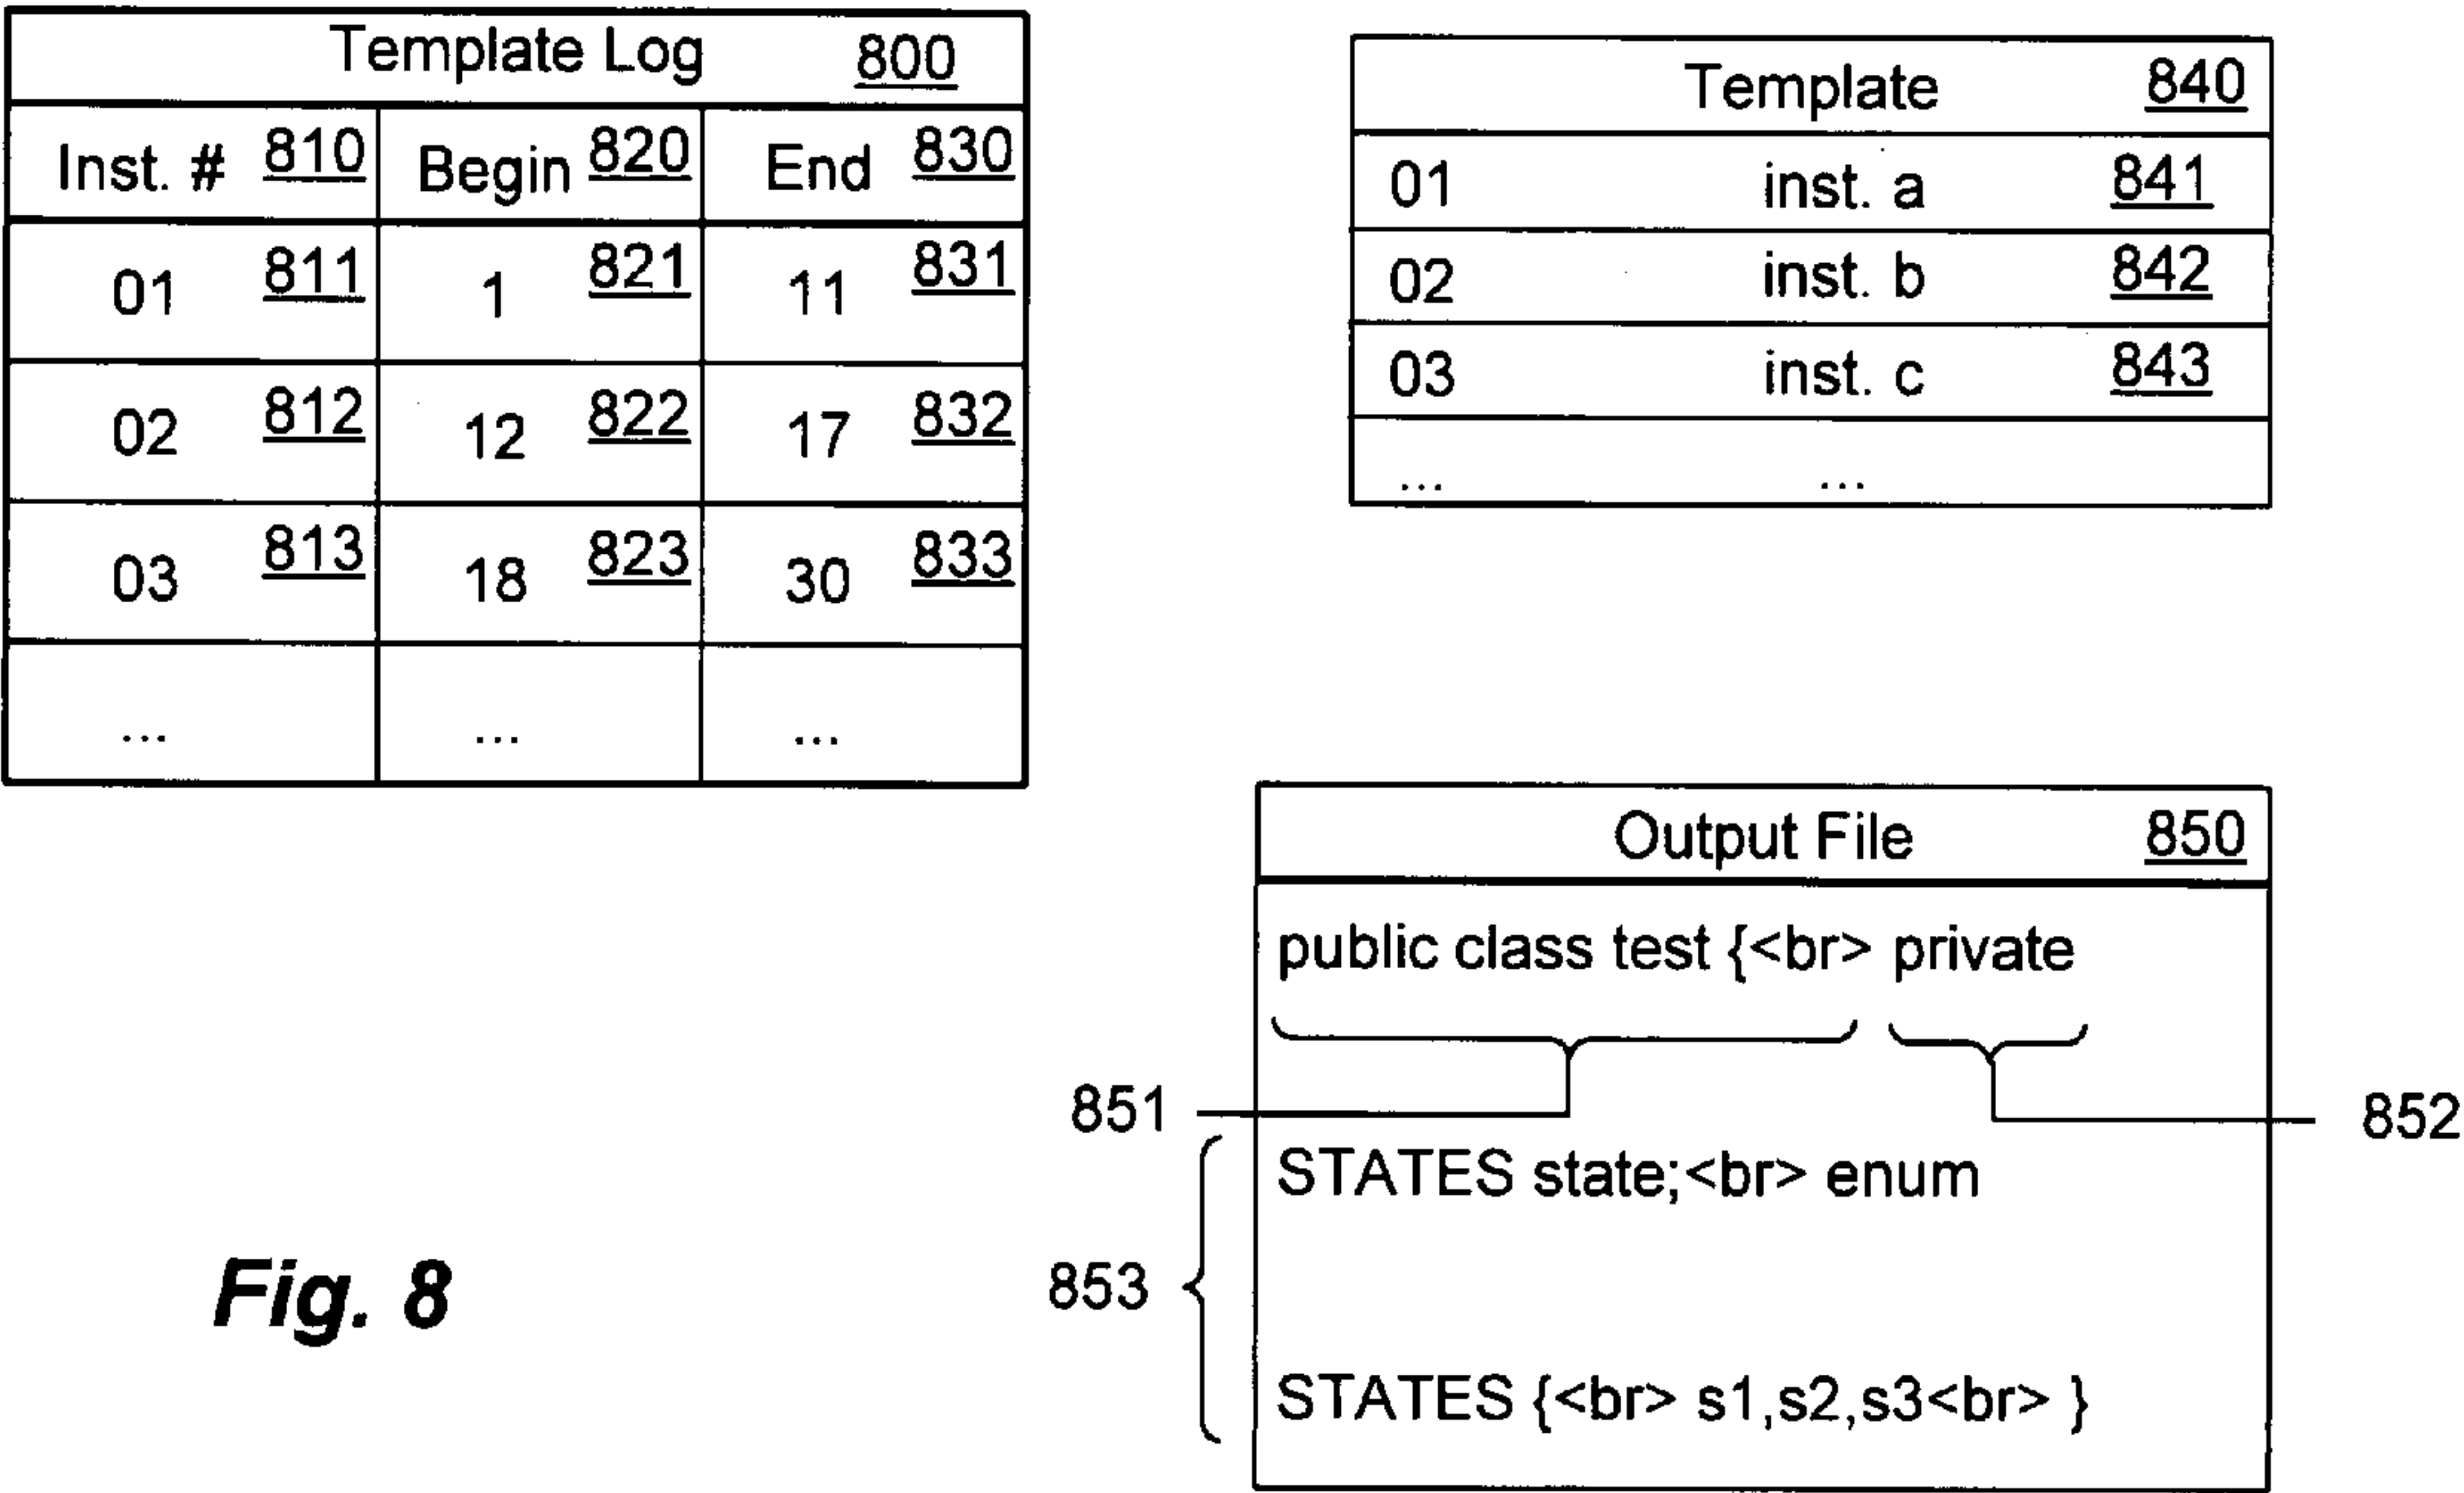 Template Log 800
Inst. # 810 Begin 820 End 830
01 811 1 821 11 831
02 812 12 822 17 832
03 813 18 823 30 833
... ... ...
Template 840
01 inst. a 841
02 inst. b 842
03 inst. c 843
... ...
Output File 850
public class test {<br> private
851 852
STATES state;<br> enum
853
STATES {<br> s1,s2,s3<br> }
Fig. 8